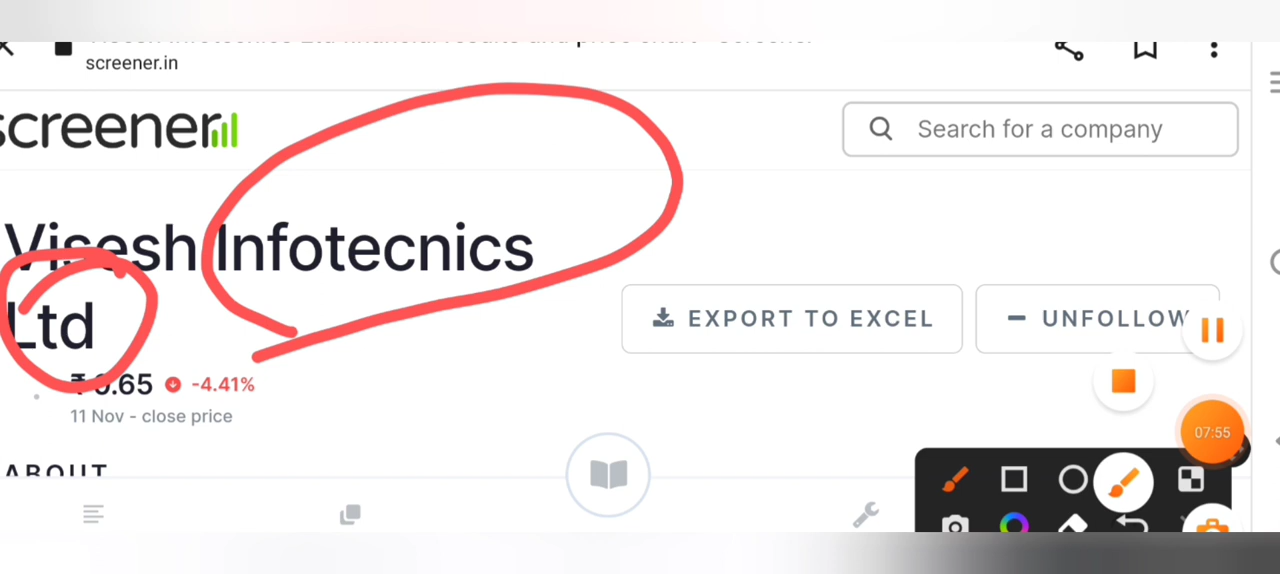 screener.in
screener
Search for a company
Visesh Infotecnics
Ltd
EXPORT TO EXCEL
UNFOLLOW
-4.41%
11 Nov - close price
07:55
ABOUT